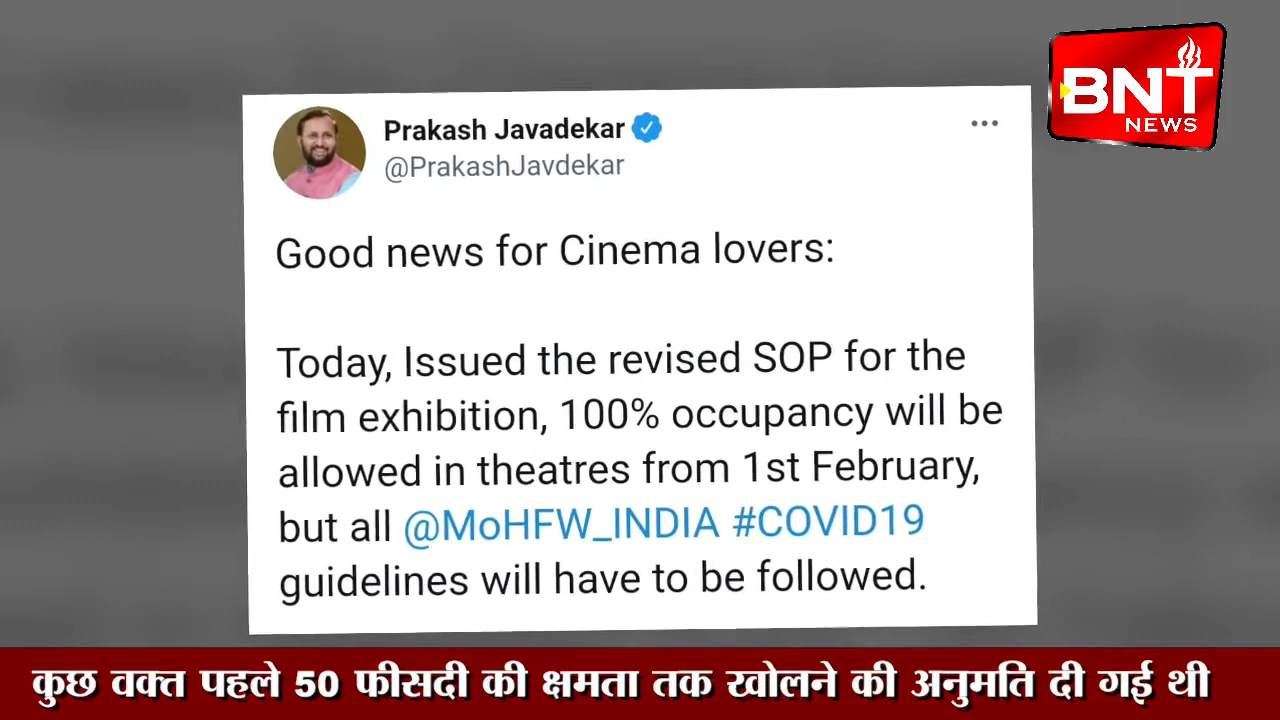 BNT
NEWS
Prakash Javadekar
@PrakashJavdekar
Good news for Cinema lovers:
Today, Issued the revised SOP for the
film exhibition, 100% occupancy will be
allowed in theatres from 1st February,
but all @MoHFW_INDIA #COVID19
guidelines will have to be followed.
कुछ वक्त पहले 50 फीसदी की क्षमता तक खोलने की अनुमति दी गई थी